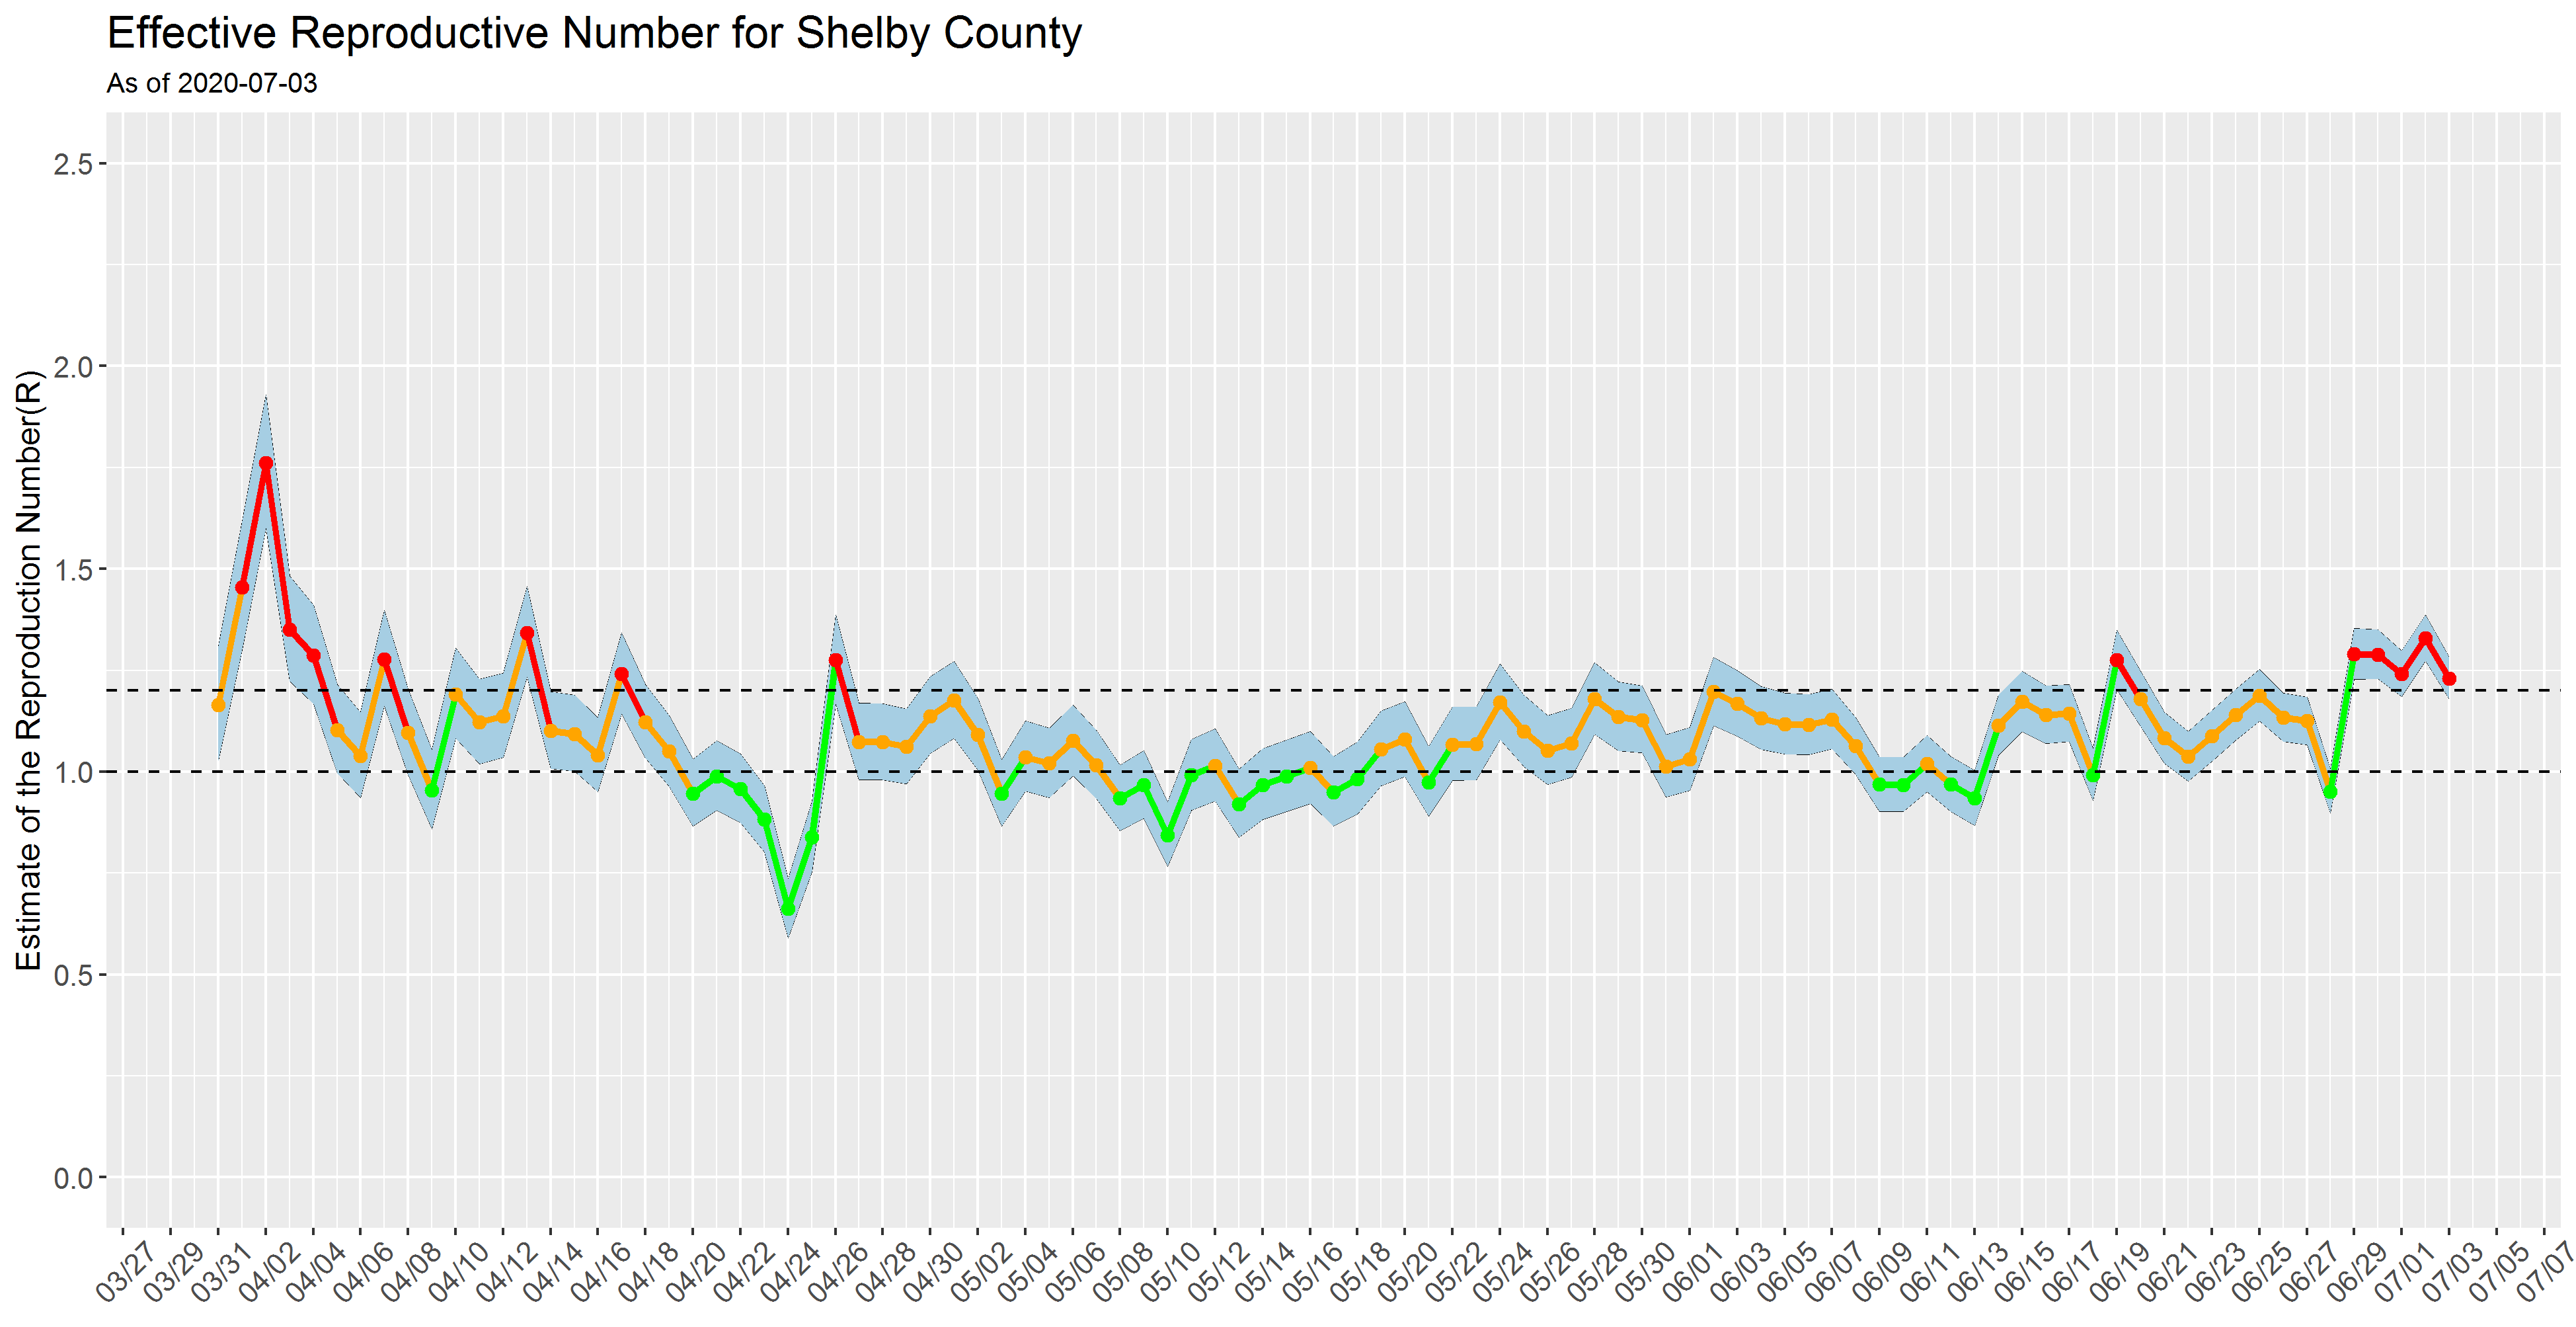 Effective Reproductive Number for Shelby County
As of 2020-07-03
Estimate of the Reproduction Number(R)
2.5
2.0
1.5
1.0
0.5
0.0
03/27 03/29 03/31 04/02 04/04 04/06 04/08 04/10 04/12 04/14 04/16 04/18 04/20 04/22 04/24 04/26 04/28 04/30 05/02 05/04 05/06 05/08 05/10 05/12 05/14 05/16 05/18 05/20 05/22 05/24 05/26 05/28 05/30 06/01 06/03 06/05 06/07 06/09 06/11 06/13 06/15 06/17 06/19 06/21 06/23 06/25 06/27 06/29 07/01 07/03 07/05 07/07